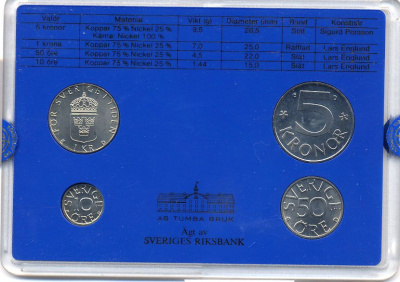 Valör Material Vikt (g) Diameter (mm) Rand Konstnär
5 kronor Koppar 75 % Nickel 25 % 9,5 28,5 Slät Sigurd Persson
Kärna: Nickel 100 %
1 krona Koppar 75 % Nickel 25 % 7,0 25,0 Räfflad Lars Englund
50 öre Koppar 75 % Nickel 25 % 4,5 22,0 Slät Lars Englund
10 öre Koppar 75 % Nickel 25 % 1,44 15,0 Slät Lars Englund
FÖR SVERIGE I TIDEN
1 KR
5
KRONOR
10
ÖRE
50
ÖRE
AB TUMBA BRUK
Ägt av
SVERIGES RIKSBANK